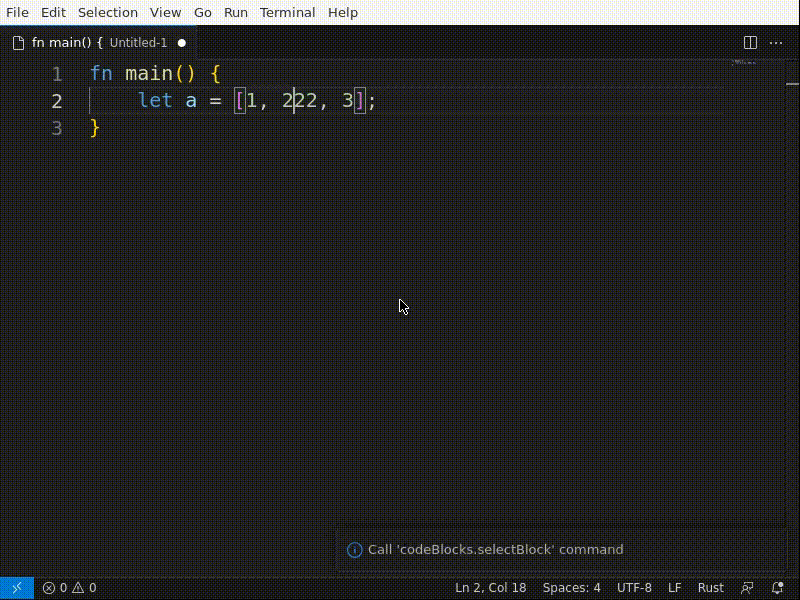 File Edit Selection View Go Run Terminal Help
fn main() { Untitled-1
1 fn main() {
2     let a = [1, 222, 3];
3 }
Call 'codeBlocks.selectBlock' command
0 0 Ln 2, Col 18 Spaces: 4 UTF-8 LF Rust